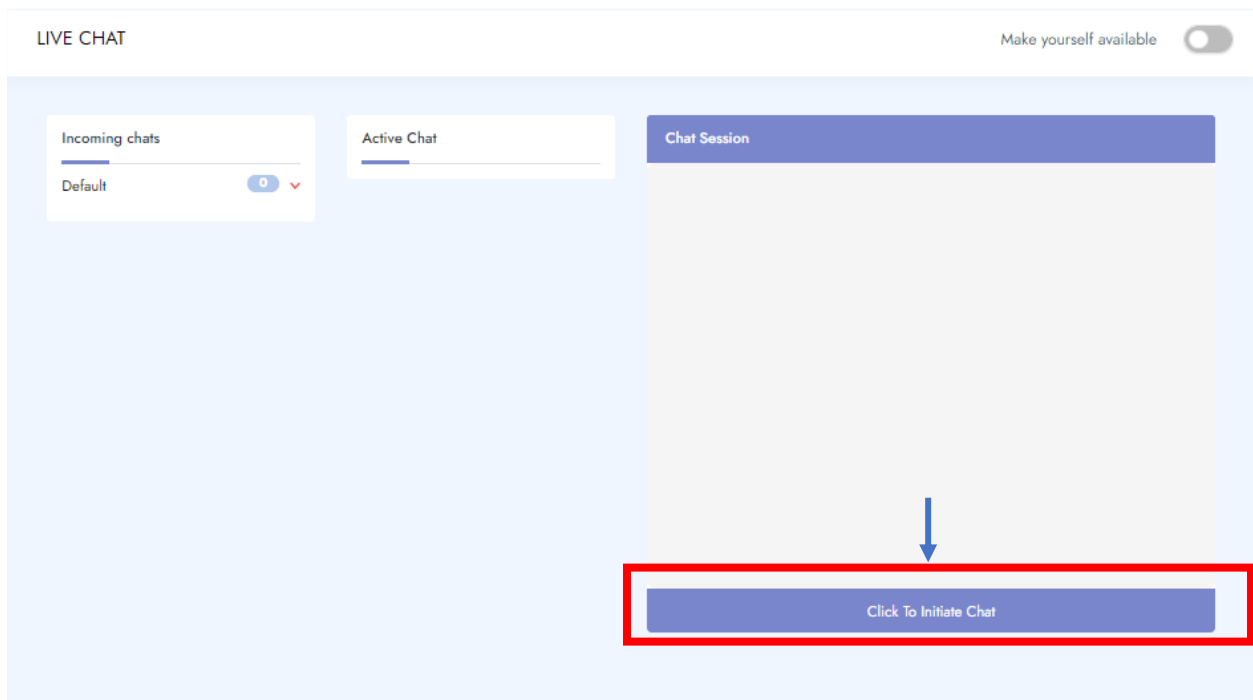 LIVE CHAT
Make yourself available
Incoming chats
Default
0
Active Chat
Chat Session
Click To Initiate Chat